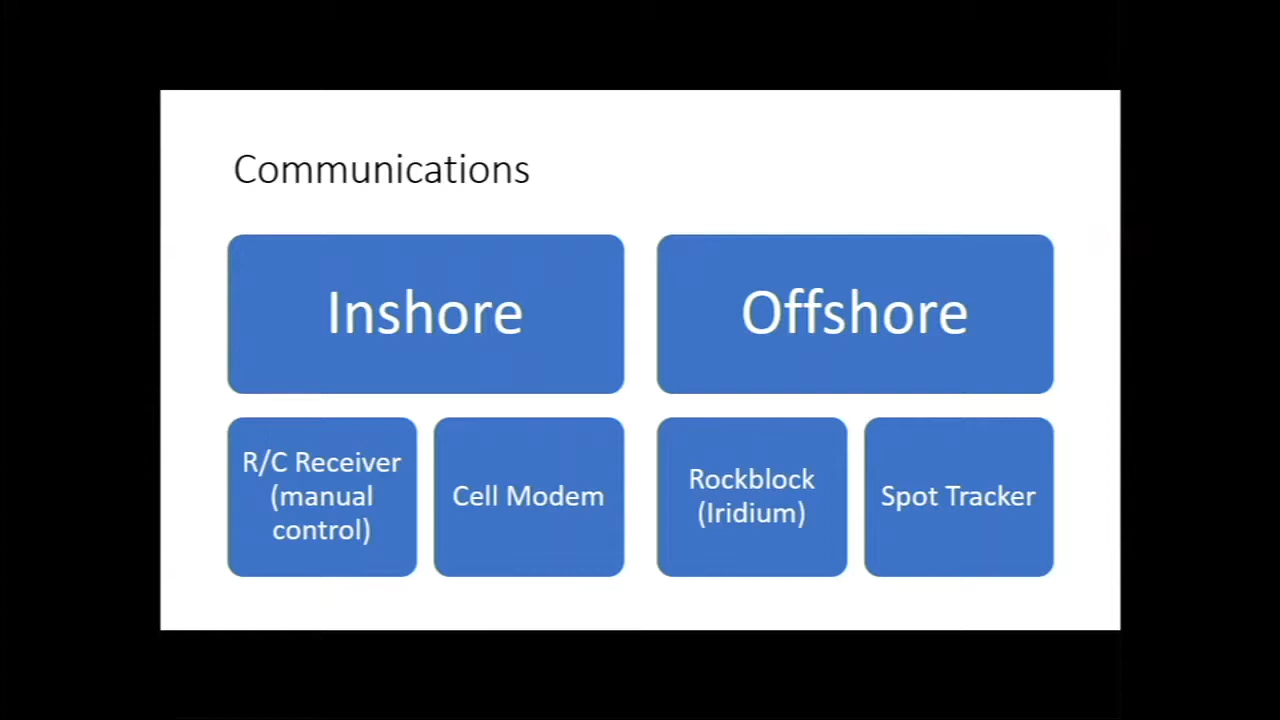 Communications
Inshore
Offshore
R/C Receiver
(manual
control)
Cell Modem
Rockblock
(Iridium)
Spot Tracker